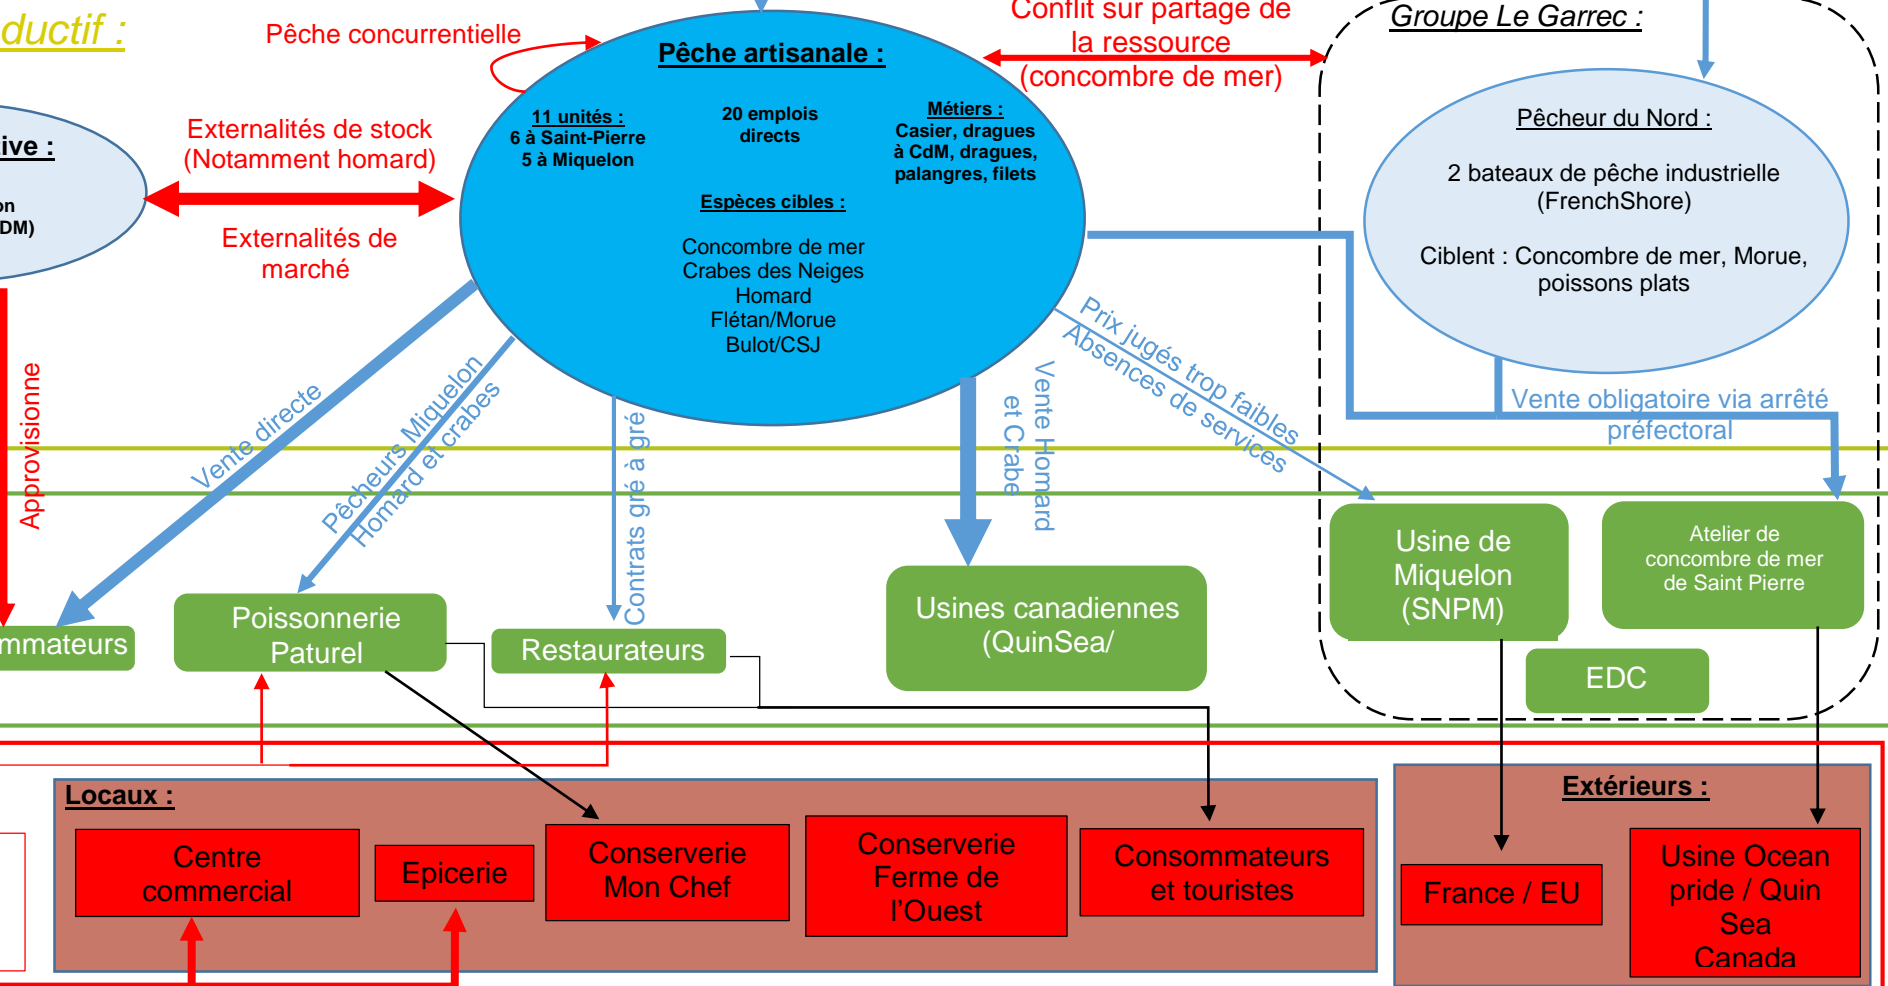 ductif :
Pêche concurrentielle
Conflit sur partage de
la ressource
(concombre de mer)
Groupe Le Garrec :
Pêche artisanale :
11 unités :
6 à Saint-Pierre
5 à Miquelon
20 emplois
directs
Métiers :
Casier, dragues
à CdM, dragues,
palangres, filets
Espèces cibles :
Concombre de mer
Crabes des Neiges
Homard
Flétan/Morue
Bulot/CSJ
Pêcheur du Nord :
2 bateaux de pêche industrielle
(FrenchShore)
Ciblent : Concombre de mer, Morue,
poissons plats
tive :
on
DM)
Externalités de stock
(Notamment homard)
Externalités de
marché
Approvisionne
Vente directe
Pêcheurs Miquelon
Homard et crabes
Contrats gré à gré
Vente Homard
et Crabe
Prix jugés trop faibles
Absences de services
Vente obligatoire via arrêté
préfectoral
mmateurs
Poissonnerie
Paturel
Restaurateurs
Usines canadiennes
(QuinSea/
Usine de
Miquelon
(SNPM)
Atelier de
concombre de mer
de Saint Pierre
EDC
Locaux :
Centre
commercial
Epicerie
Conserverie
Mon Chef
Conserverie
Ferme de
l'Ouest
Consommateurs
et touristes
Extérieurs :
France / EU
Usine Ocean
pride / Quin
Sea
Canada